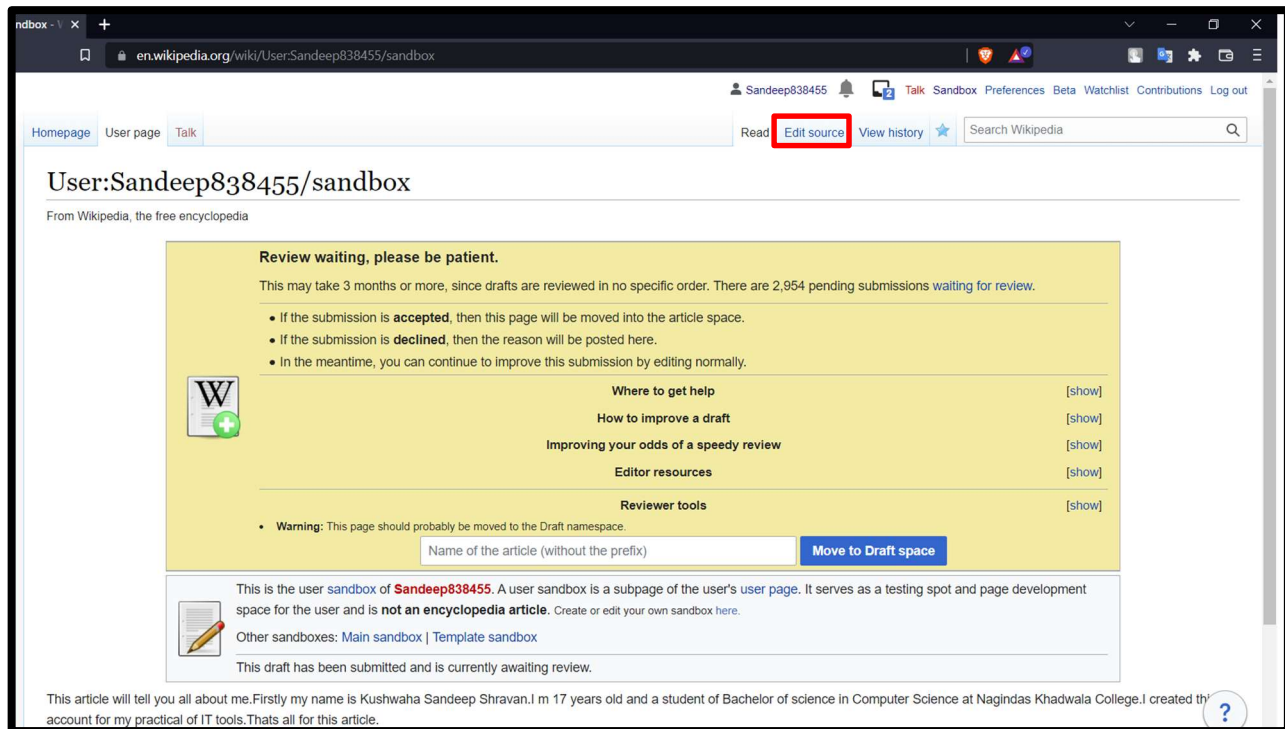 ndbox - W
en.wikipedia.org/wiki/User:Sandeep838455/sandbox
Sandeep838455 2 Talk Sandbox Preferences Beta Watchlist Contributions Log out
Homepage User page Talk Read Edit source View history Search Wikipedia
User:Sandeep838455/sandbox
From Wikipedia, the free encyclopedia
Review waiting, please be patient.
This may take 3 months or more, since drafts are reviewed in no specific order. There are 2,954 pending submissions waiting for review.
• If the submission is accepted, then this page will be moved into the article space.
• If the submission is declined, then the reason will be posted here.
• In the meantime, you can continue to improve this submission by editing normally.
W
Where to get help [show]
How to improve a draft [show]
Improving your odds of a speedy review [show]
Editor resources [show]
Reviewer tools [show]
• Warning: This page should probably be moved to the Draft namespace.
Name of the article (without the prefix) Move to Draft space
This is the user sandbox of Sandeep838455. A user sandbox is a subpage of the user's user page. It serves as a testing spot and page development
space for the user and is not an encyclopedia article. Create or edit your own sandbox here.
Other sandboxes: Main sandbox | Template sandbox
This draft has been submitted and is currently awaiting review.
This article will tell you all about me.Firstly my name is Kushwaha Sandeep Shravan.I m 17 years old and a student of Bachelor of science in Computer Science at Nagindas Khadwala College.I created
account for my practical of IT tools.Thats all for this article.
?